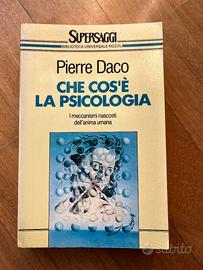 SUPERSAGGI
BIBLIOTECA UNIVERSALE RIZZOLI
Pierre Daco
CHE COS'È
LA PSICOLOGIA
I meccanismi nascosti
dell'anima umana
subito